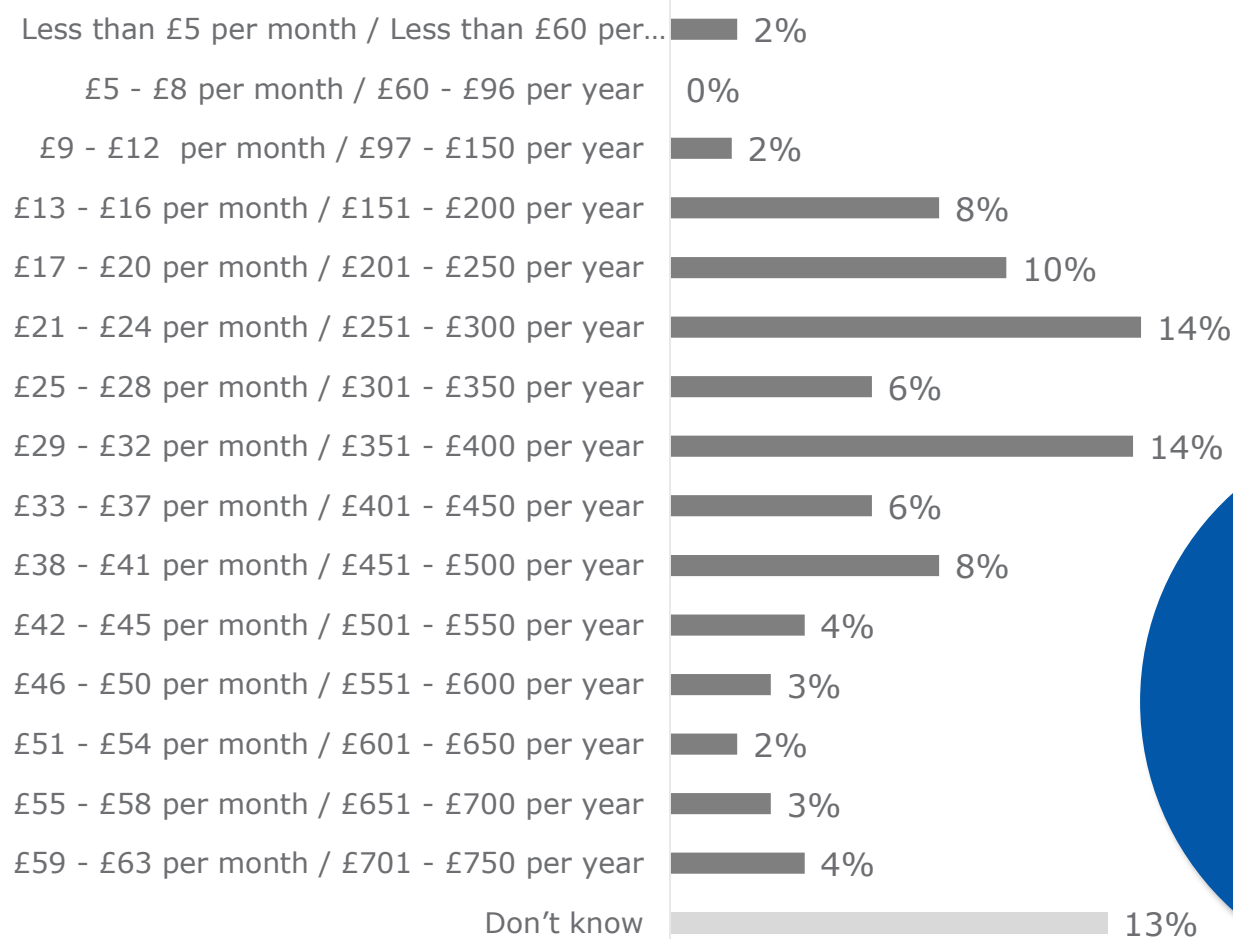 Less than £5 per month / Less than £60 per… 2%
£5 - £8 per month / £60 - £96 per year 0%
£9 - £12  per month / £97 - £150 per year 2%
£13 - £16 per month / £151 - £200 per year 8%
£17 - £20 per month / £201 - £250 per year 10%
£21 - £24 per month / £251 - £300 per year 14%
£25 - £28 per month / £301 - £350 per year 6%
£29 - £32 per month / £351 - £400 per year 14%
£33 - £37 per month / £401 - £450 per year 6%
£38 - £41 per month / £451 - £500 per year 8%
£42 - £45 per month / £501 - £550 per year 4%
£46 - £50 per month / £551 - £600 per year 3%
£51 - £54 per month / £601 - £650 per year 2%
£55 - £58 per month / £651 - £700 per year 3%
£59 - £63 per month / £701 - £750 per year 4%
Don’t know 13%